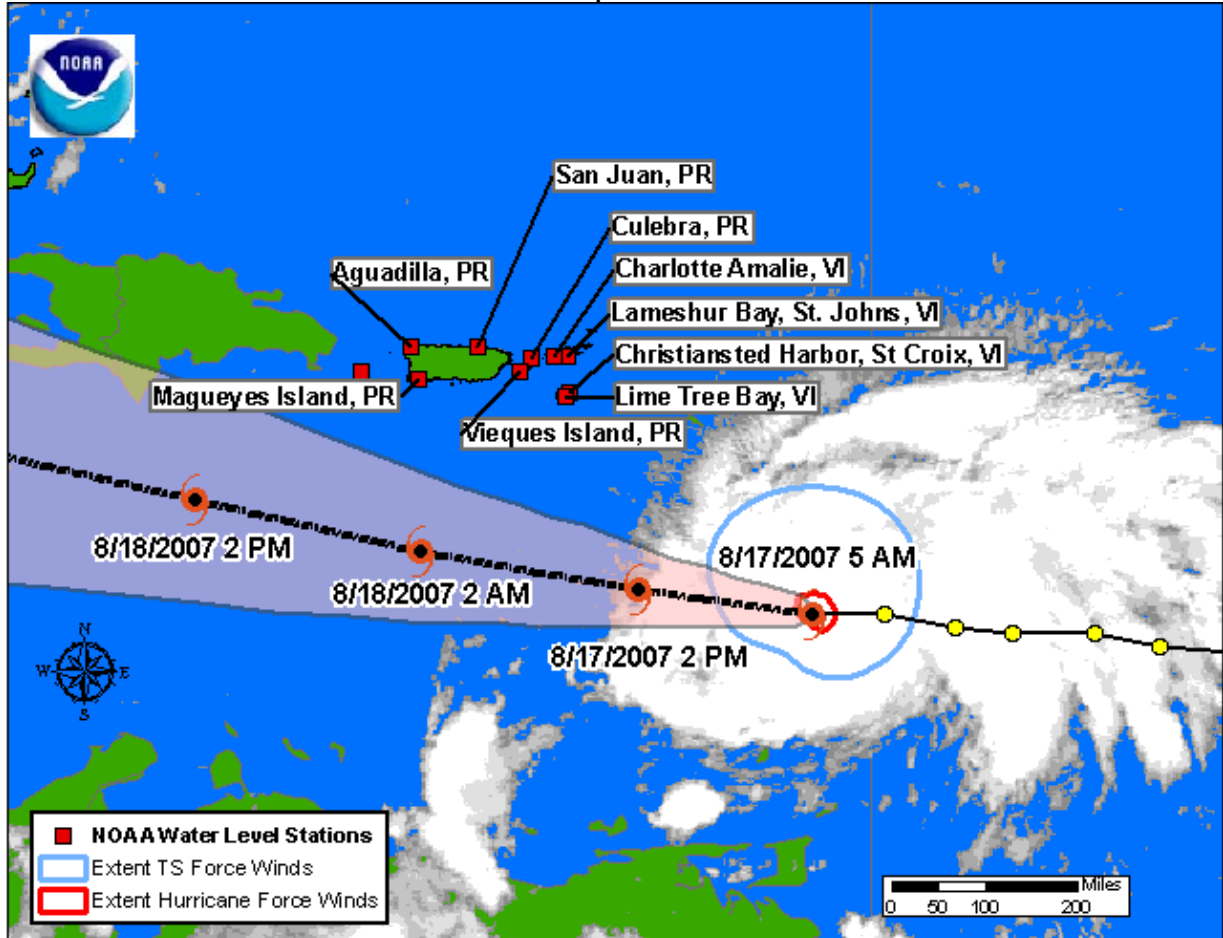 NOAA
San Juan, PR
Culebra, PR
Aguadilla, PR
Charlotte Amalie, VI
Lameshur Bay, St. Johns, VI
Christiansted Harbor, St Croix, VI
Magueyes Island, PR
Lime Tree Bay, VI
Vieques Island, PR
8/17/2007 5 AM
8/18/2007 2 PM
8/18/2007 2 AM
8/17/2007 2 PM
N
W
E
S
NOAA Water Level Stations
Extent TS Force Winds
Extent Hurricane Force Winds
Miles
0 50 100 200